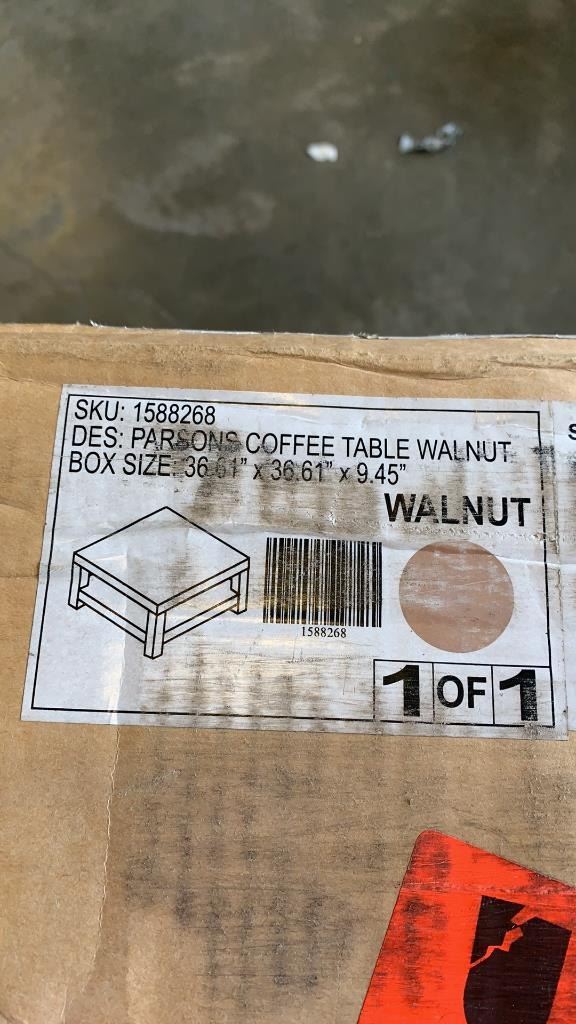 SKU: 1588268
DES: PARSONS COFFEE TABLE WALNUT
BOX SIZE: 36.61" x 36.61" x 9.45"
WALNUT
1588268
1 OF 1
S